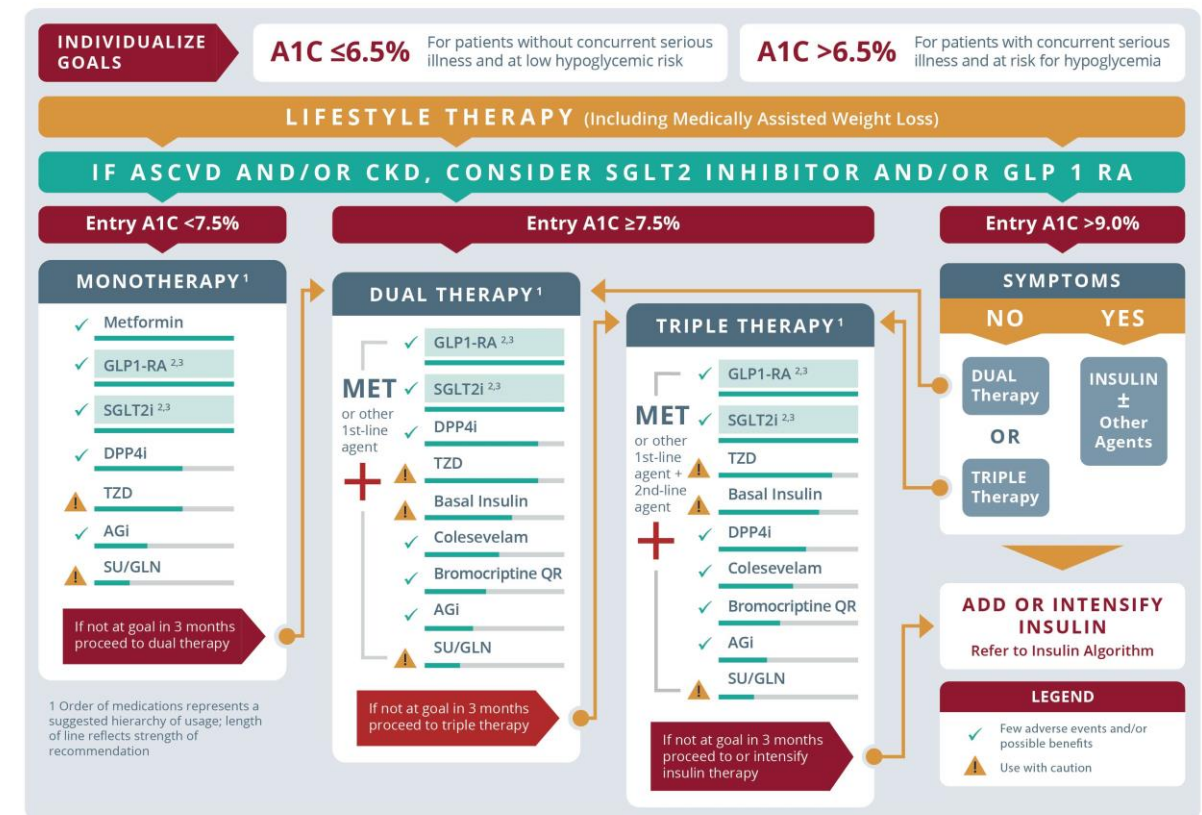 INDIVIDUALIZE
GOALS
A1C ≤6.5%
For patients without concurrent serious
illness and at low hypoglycemic risk
A1C >6.5%
For patients with concurrent serious
illness and at risk for hypoglycemia
LIFESTYLE THERAPY (Including Medically Assisted Weight Loss)
IF ASCVD AND/OR CKD, CONSIDER SGLT2 INHIBITOR AND/OR GLP 1 RA
Entry A1C <7.5%
MONOTHERAPY 1
Metformin
GLP1-RA 2,3
SGLT2i 2,3
DPP4i
TZD
AGi
SU/GLN
If not at goal in 3 months
proceed to dual therapy
1 Order of medications represents a
suggested hierarchy of usage; length
of line reflects strength of
recommendation
Entry A1C ≥7.5%
DUAL THERAPY 1
MET
or other
1st-line
agent
+
GLP1-RA 2,3
SGLT2i 2,3
DPP4i
TZD
Basal Insulin
Colesevelam
Bromocriptine QR
AGi
SU/GLN
If not at goal in 3 months
proceed to triple therapy
TRIPLE THERAPY 1
MET
or other
1st-line
agent +
2nd-line
agent
+
GLP1-RA 2,3
SGLT2i 2,3
TZD
Basal Insulin
DPP4i
Colesevelam
Bromocriptine QR
AGi
SU/GLN
If not at goal in 3 months
proceed to or intensify
insulin therapy
Entry A1C >9.0%
SYMPTOMS
NO
YES
DUAL
Therapy
OR
TRIPLE
Therapy
INSULIN
±
Other
Agents
ADD OR INTENSIFY
INSULIN
Refer to Insulin Algorithm
LEGEND
Few adverse events and/or
possible benefits
Use with caution